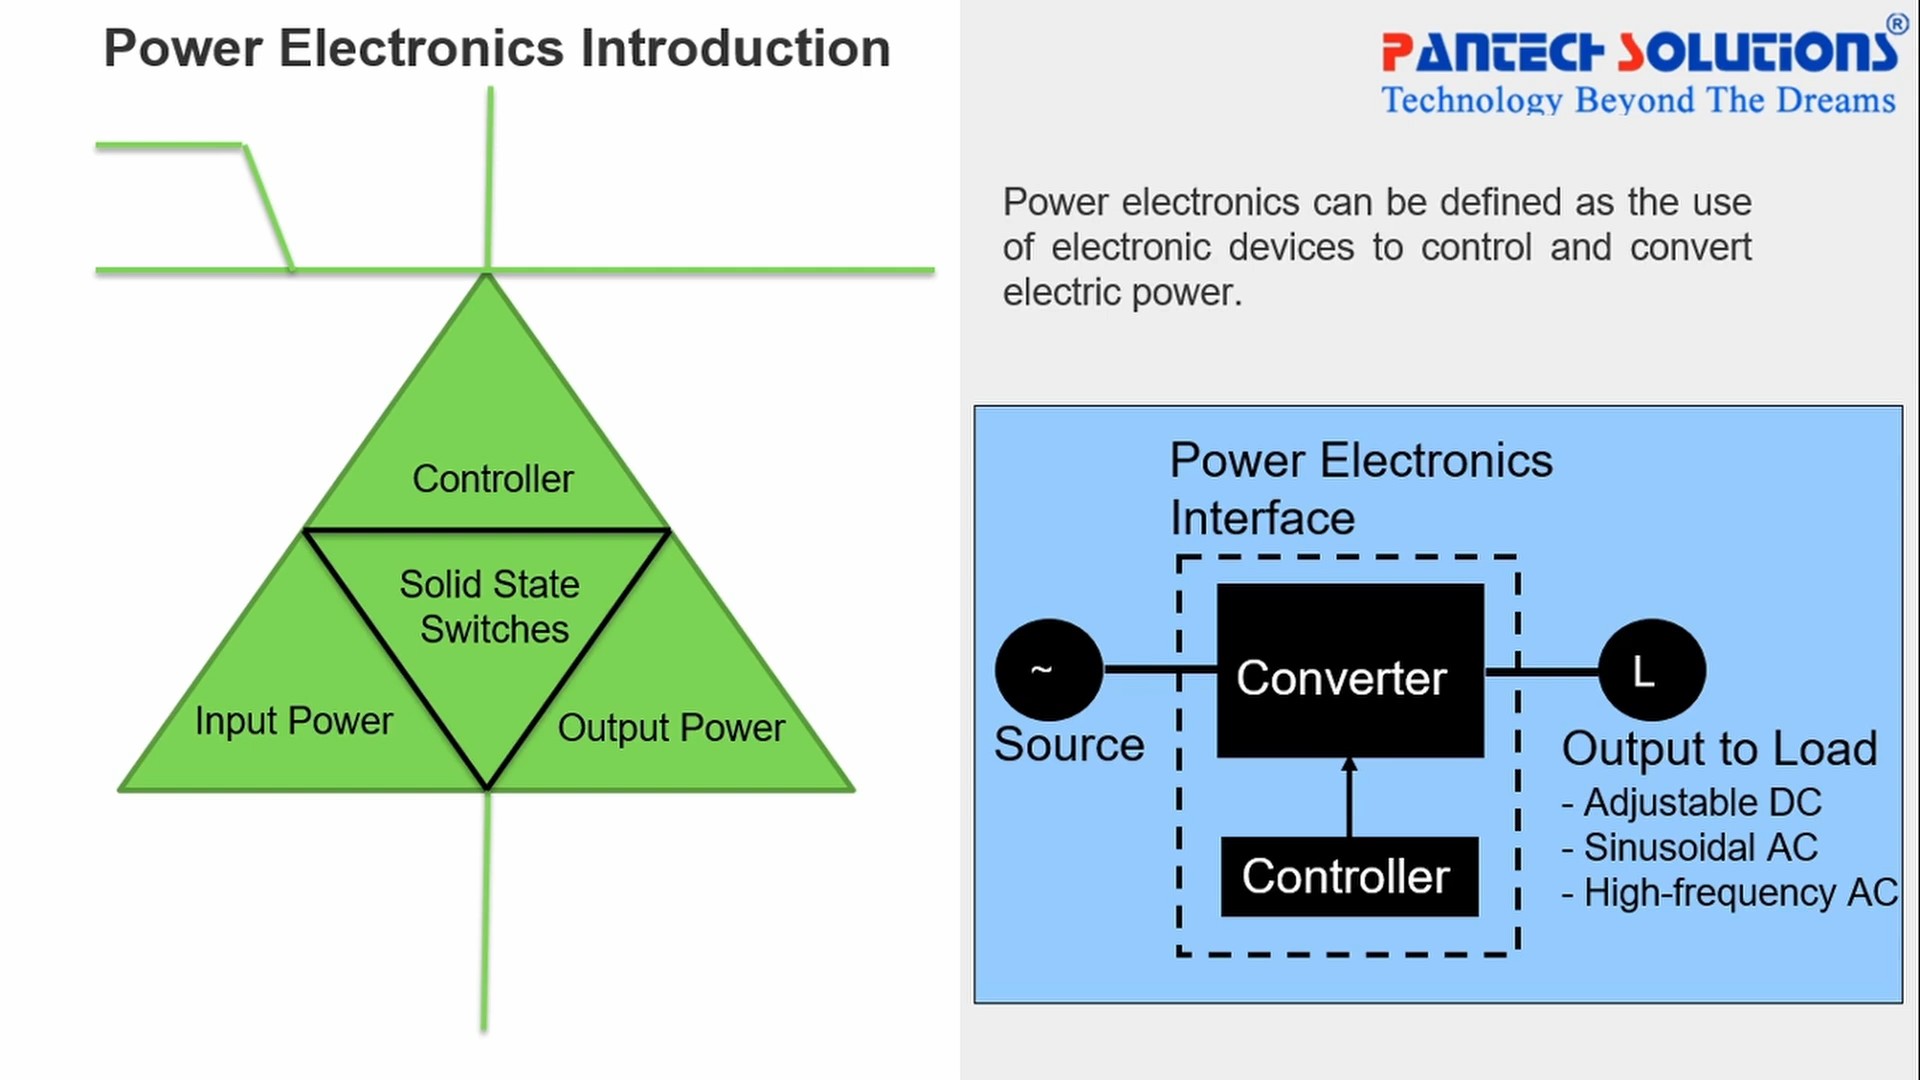 Power Electronics Introduction
PANTECH SOLUTIONS®
Technology Beyond The Dreams
Power electronics can be defined as the use
of electronic devices to control and convert
electric power.
Controller
Solid State
Switches
Input Power
Output Power
Power Electronics
Interface
~
Converter
L
Source
Output to Load
- Adjustable DC
- Sinusoidal AC
- High-frequency AC
Controller